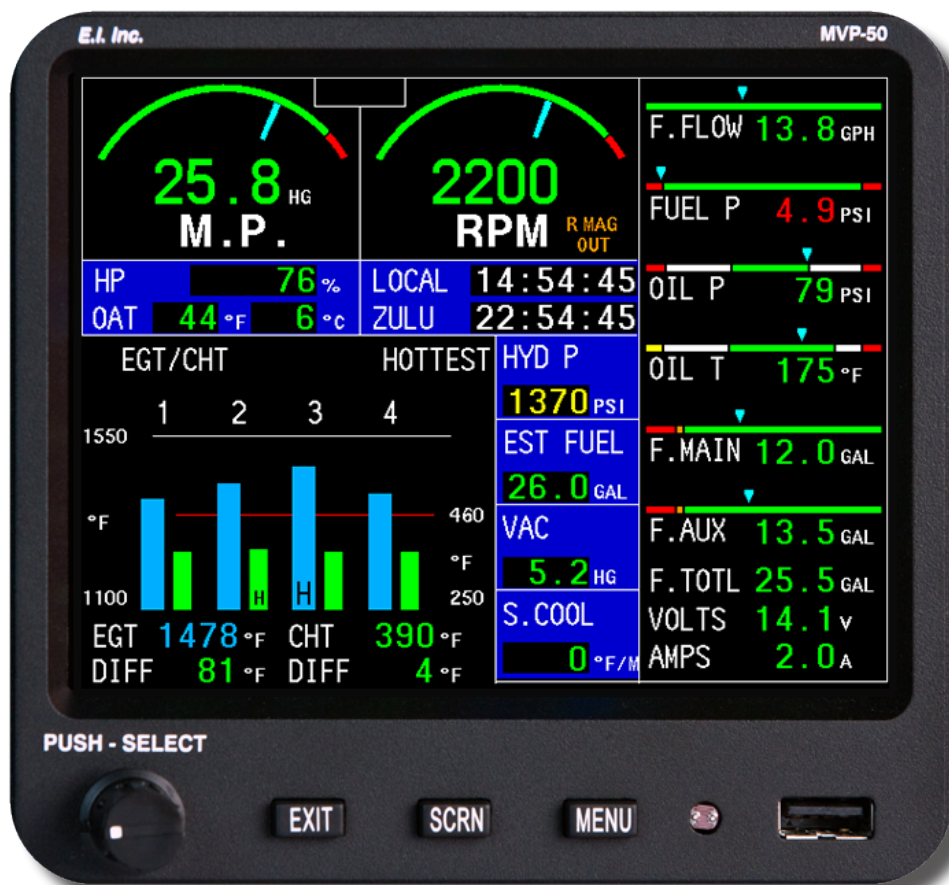 E.I. Inc.
MVP-50
25.8 HG
M.P.
2200
RPM
R MAG
OUT
HP 76 %
OAT 44 °F 6 °C
LOCAL 14:54:45
ZULU 22:54:45
EGT/CHT HOTTEST
1 2 3 4
1550
460
°F
°F
1100
250
H
H
EGT 1478 °F CHT 390 °F
DIFF 81 °F DIFF 4 °F
HYD P
1370 PSI
EST FUEL
26.0 GAL
VAC
5.2 HG
S.COOL
0 °F/M
F.FLOW 13.8 GPH
FUEL P 4.9 PSI
OIL P 79 PSI
OIL T 175 °F
F.MAIN 12.0 GAL
F.AUX 13.5 GAL
F.TOTL 25.5 GAL
VOLTS 14.1 V
AMPS 2.0 A
PUSH - SELECT
EXIT
SCRN
MENU